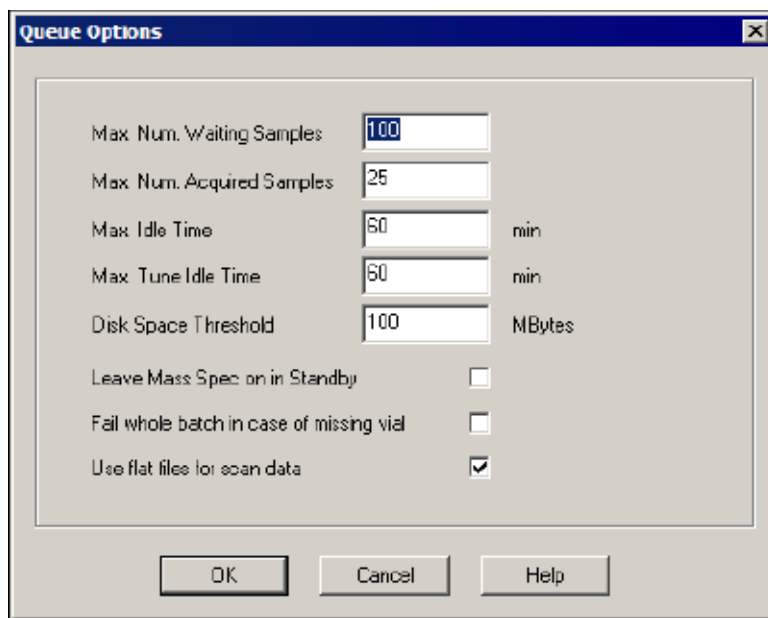 Queue Options
Max. Num. Waiting Samples 100
Max. Num. Acquired Samples 25
Max. Idle Time 60 min
Max. Tune Idle Time 60 min
Disk Space Threshold 100 MBytes
Leave Mass Spec on in Standby
Fail whole batch in case of missing vial
Use flat files for scan data
OK Cancel Help